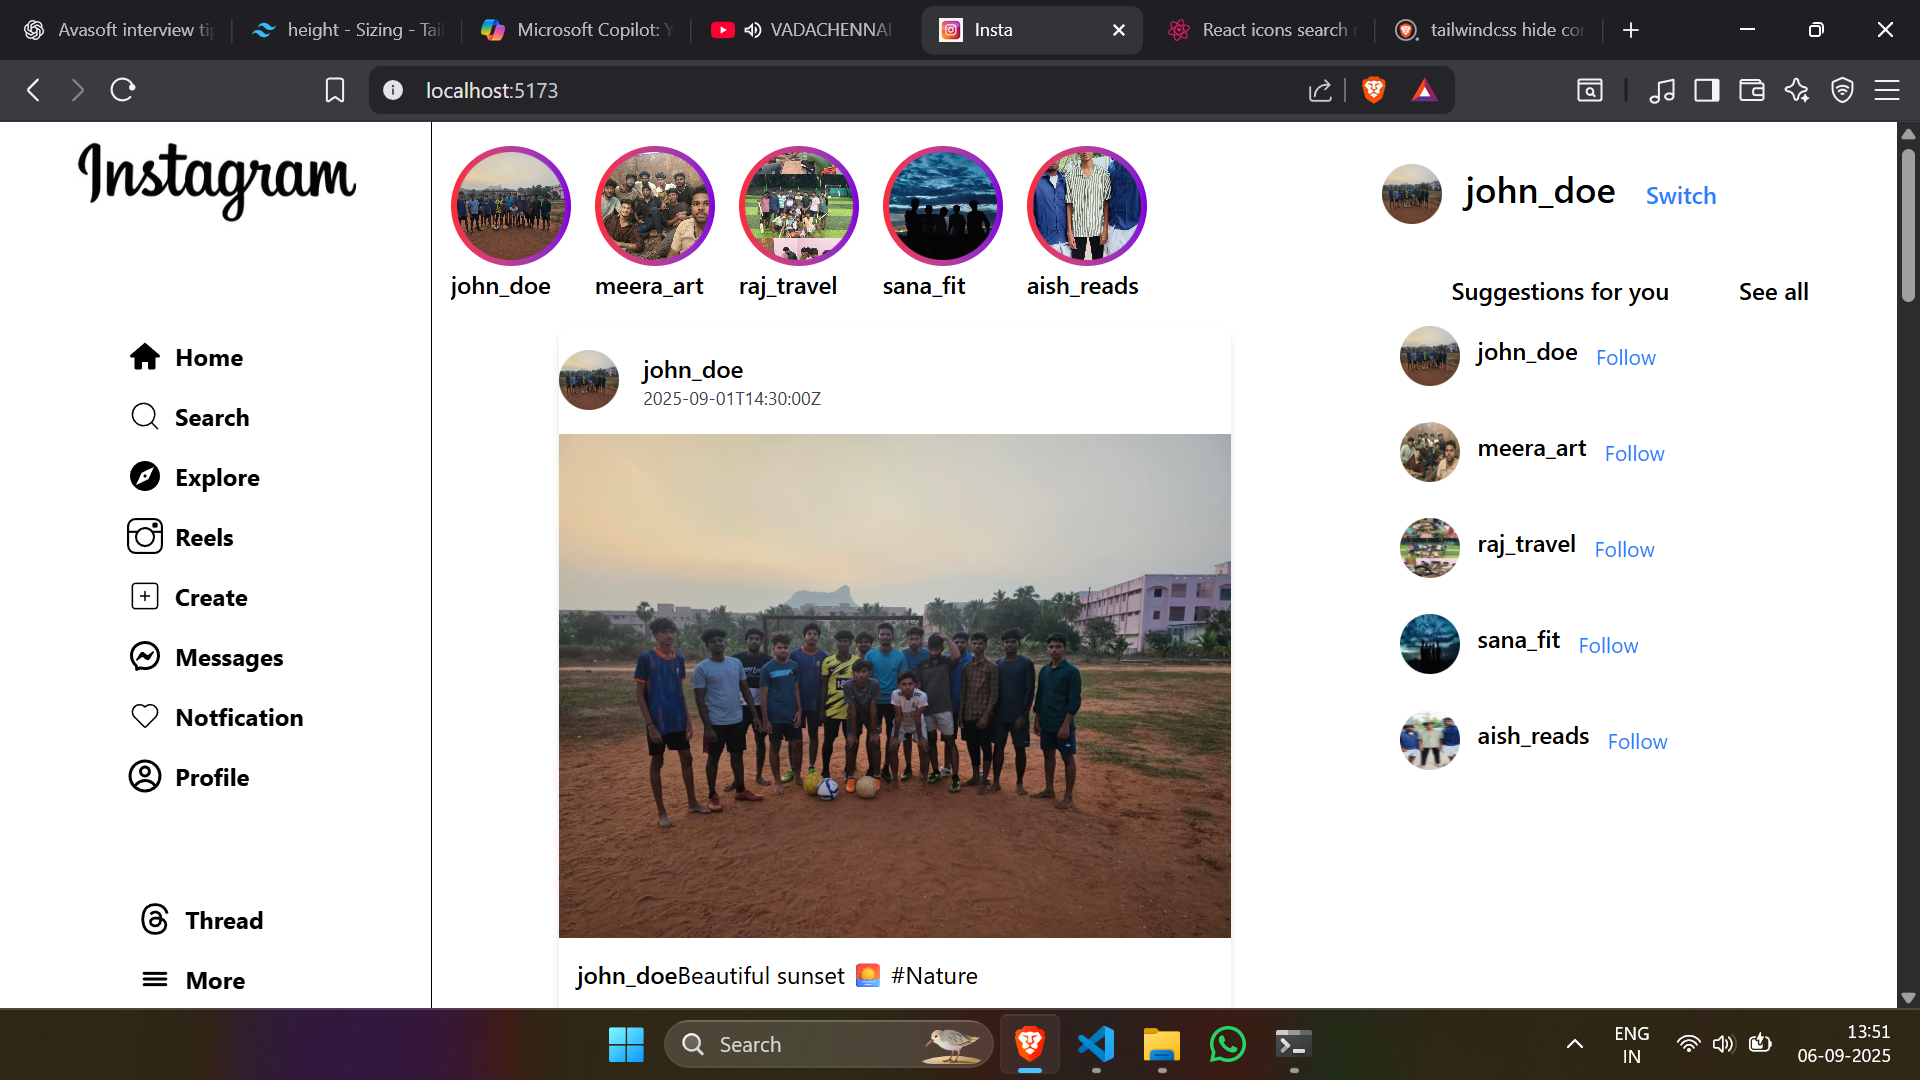 Avasoft interview tip
height - Sizing - Tail
Microsoft Copilot: Y
VADACHENNAI
Insta
React icons search r
tailwindcss hide cor
localhost:5173
Instagram
Home
Search
Explore
Reels
Create
Messages
Notfication
Profile
Thread
More
john_doe
meera_art
raj_travel
sana_fit
aish_reads
john_doe
2025-09-01T14:30:00Z
john_doeBeautiful sunset 🌅 #Nature
john_doe Switch
Suggestions for you See all
john_doe Follow
meera_art Follow
raj_travel Follow
sana_fit Follow
aish_reads Follow
Search
ENG
IN
13:51
06-09-2025